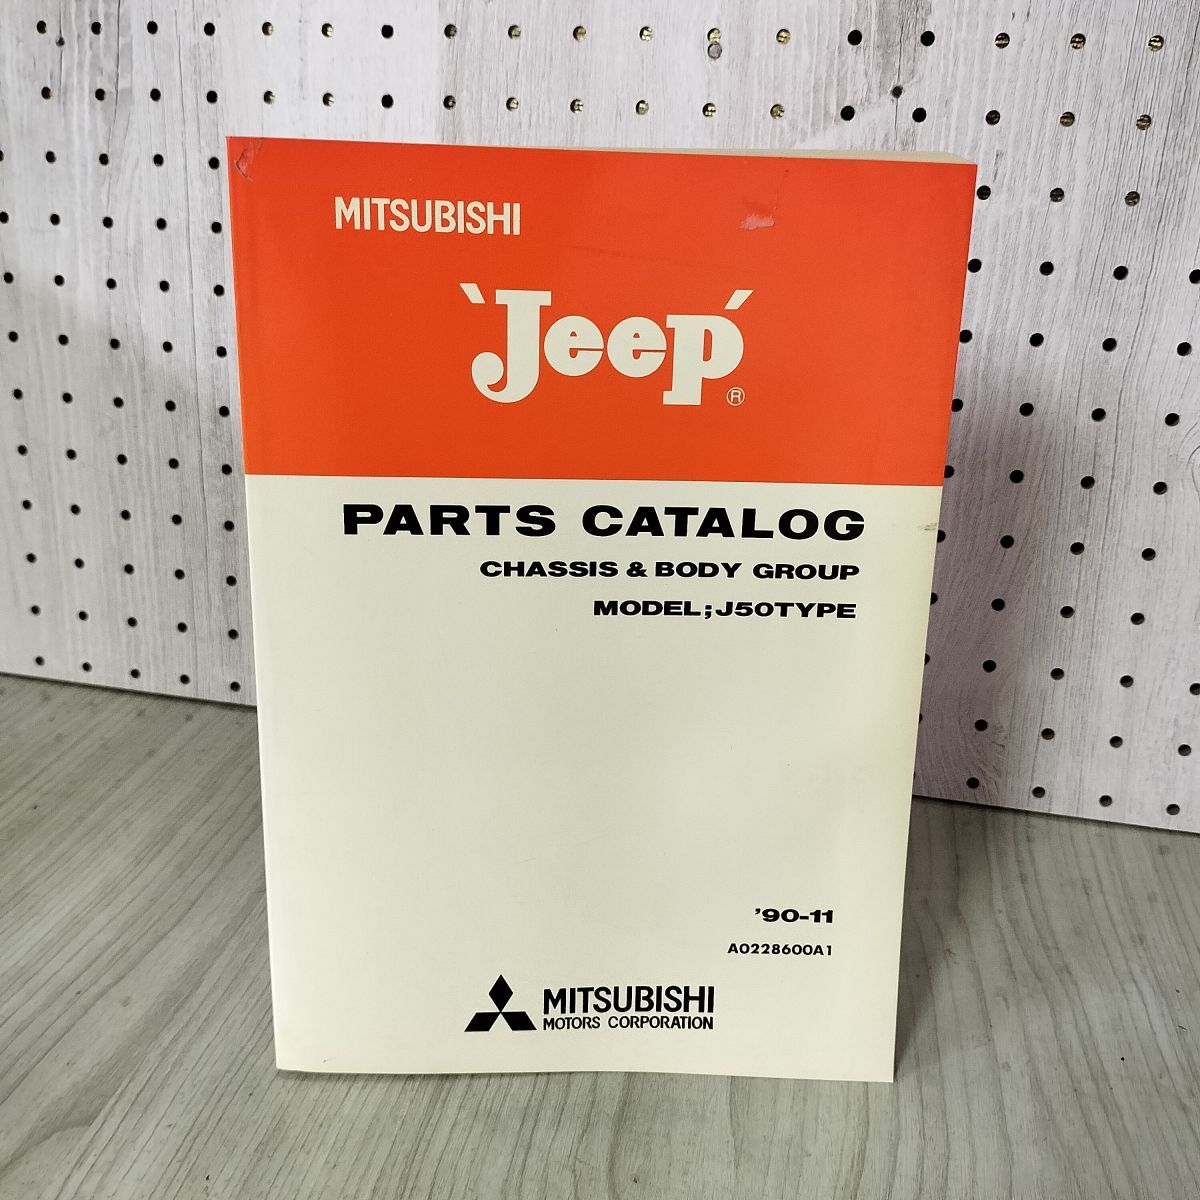 MITSUBISHI
'Jeep'®
PARTS CATALOG
CHASSIS & BODY GROUP
MODEL;J50TYPE
'90-11
A0228600A1
MITSUBISHI
MOTORS CORPORATION